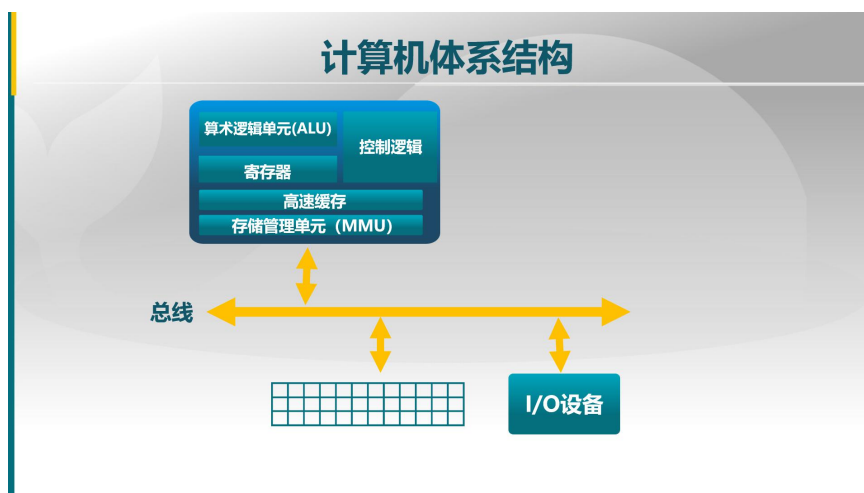 计算机体系结构
算术逻辑单元(ALU)
控制逻辑
寄存器
高速缓存
存储管理单元（MMU）
总线
I/O设备